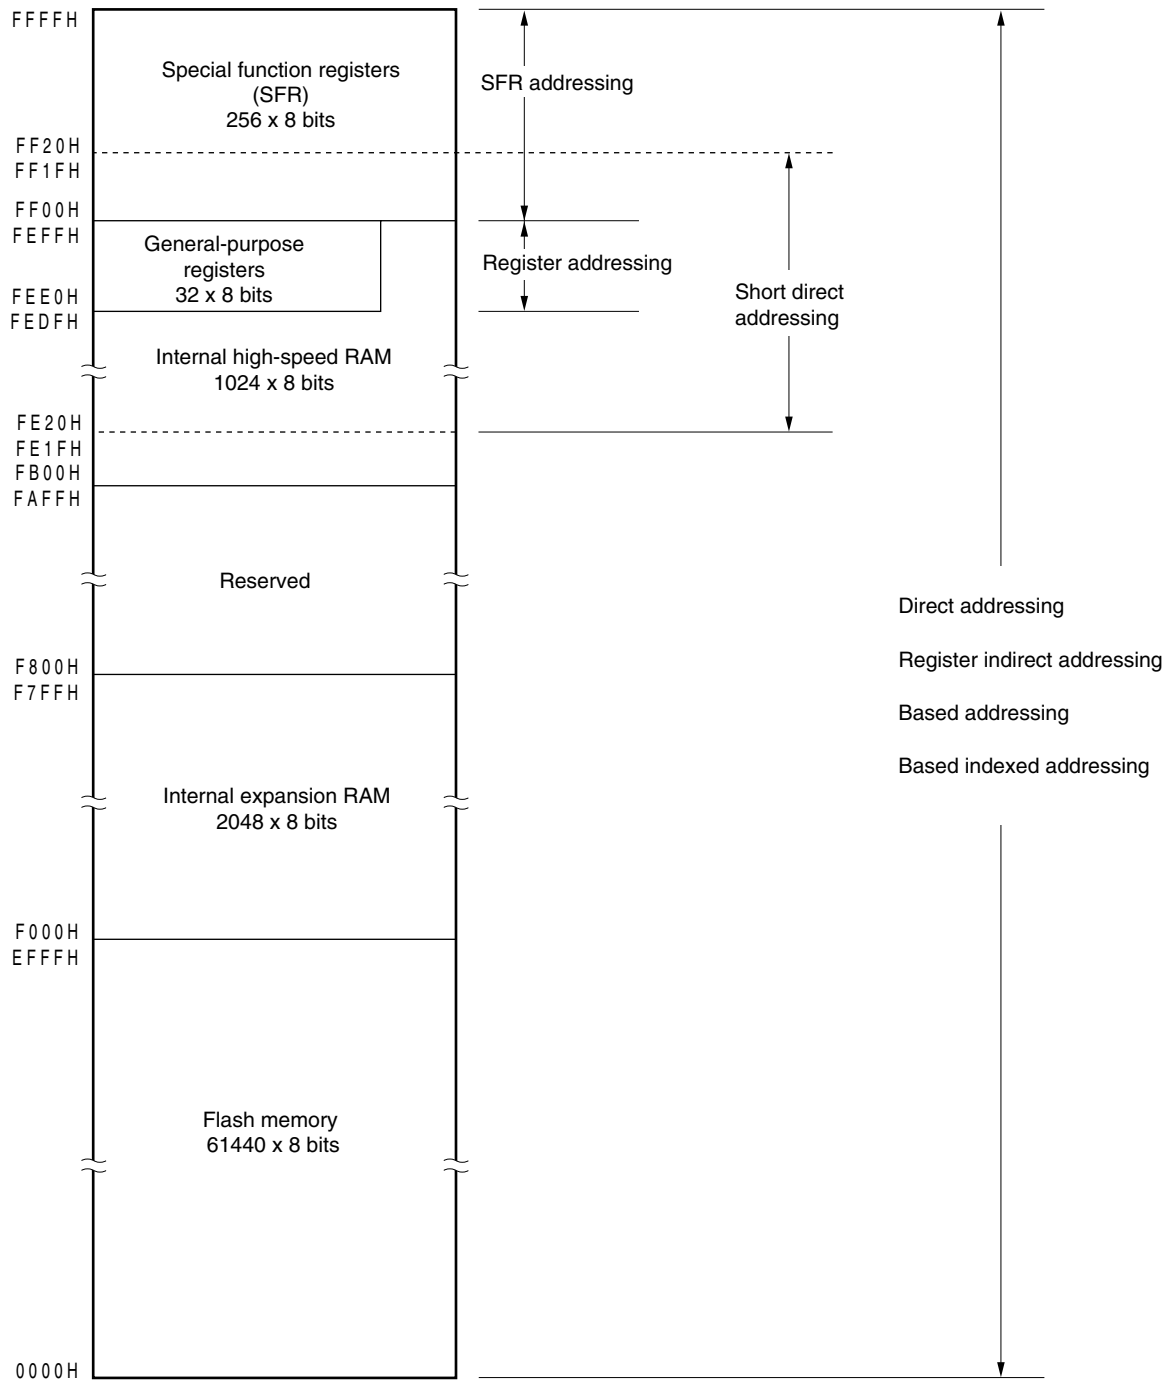 FFFFH
Special function registers
(SFR)
256 x 8 bits
SFR addressing
FF20H
FF1FH
FF00H
FEFFH
General-purpose
registers
32 x 8 bits
Register addressing
FEE0H
FEDFH
Short direct
addressing
Internal high-speed RAM
1024 x 8 bits
FE20H
FE1FH
FB00H
FAFFH
Reserved
Direct addressing
Register indirect addressing
Based addressing
Based indexed addressing
F800H
F7FFH
Internal expansion RAM
2048 x 8 bits
F000H
EFFFH
Flash memory
61440 x 8 bits
0000H